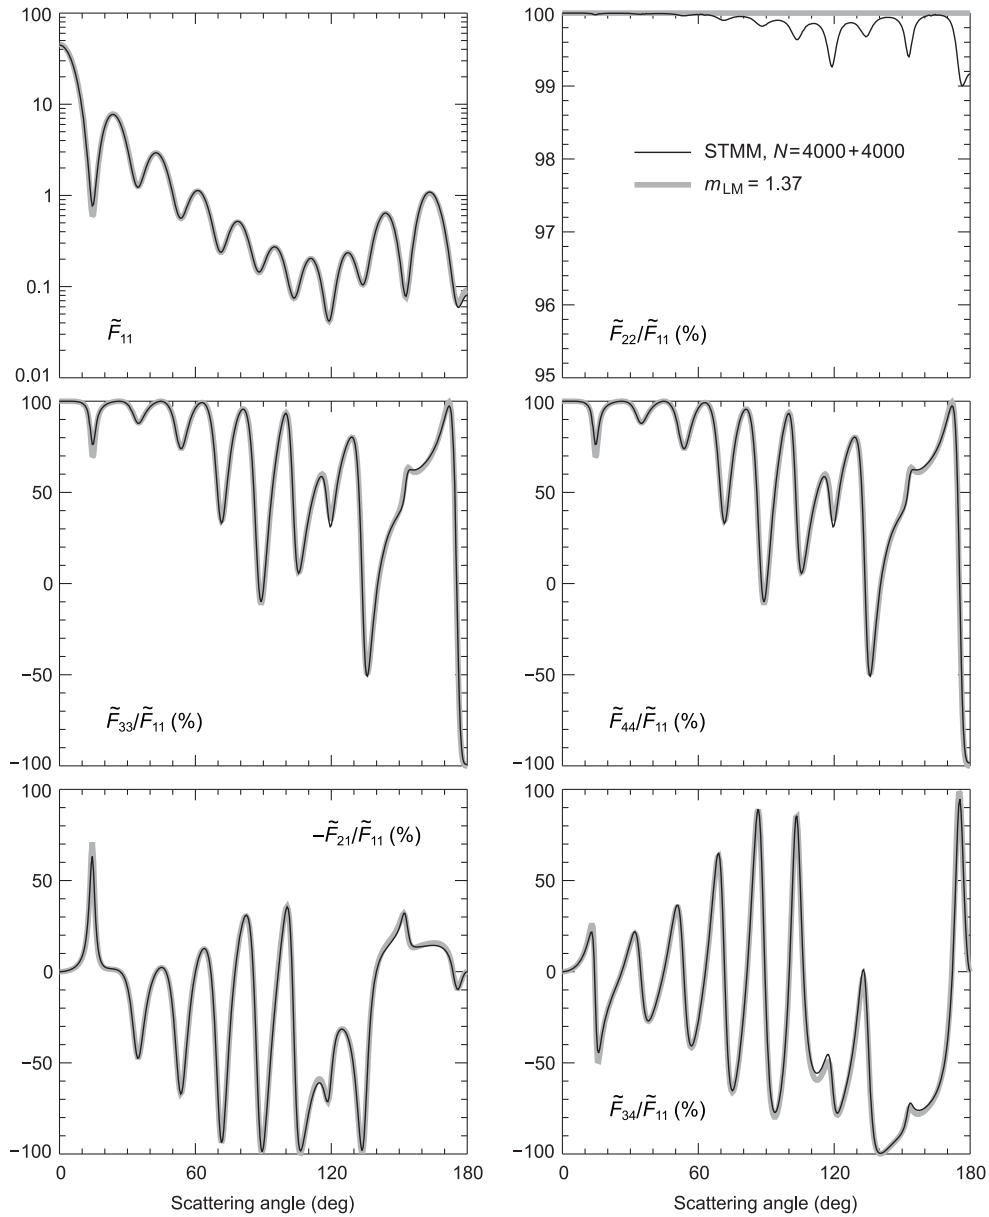 100
10
1
0.1
0.01
F̃₁₁
100
99
98
97
96
95
STMM, N=4000+4000
m_LM = 1.37
F̃₂₂/F̃₁₁ (%)
100
50
0
−50
−100
F̃₃₃/F̃₁₁ (%)
100
50
0
−50
−100
F̃₄₄/F̃₁₁ (%)
100
50
0
−50
−100
−F̃₂₁/F̃₁₁ (%)
0 60 120 180
Scattering angle (deg)
100
50
0
−50
−100
F̃₃₄/F̃₁₁ (%)
0 60 120 180
Scattering angle (deg)